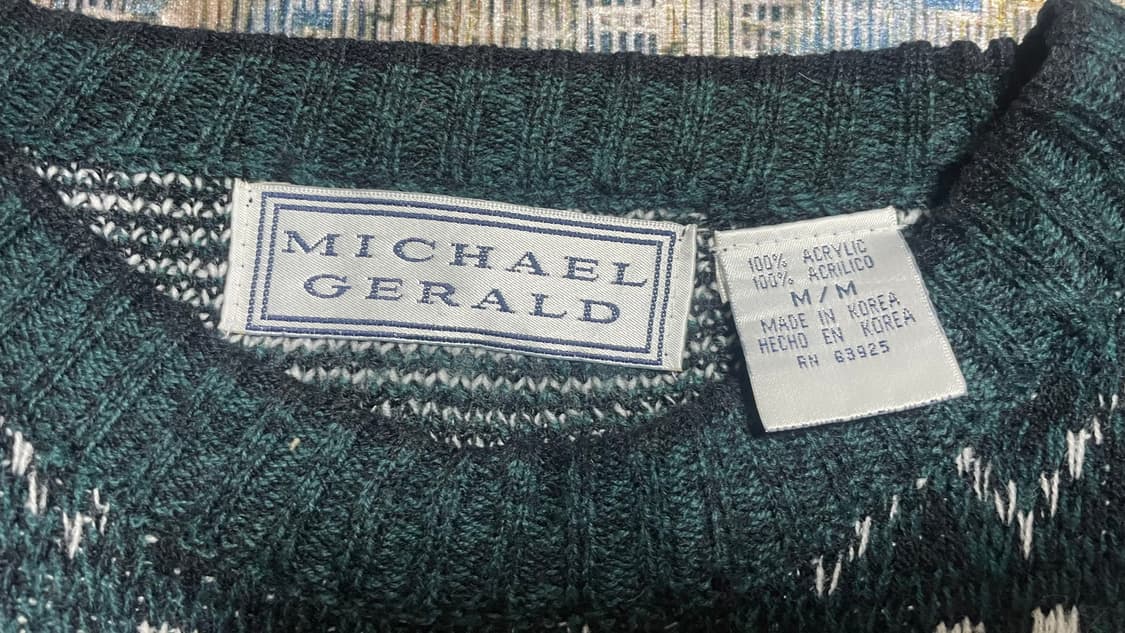 MICHAEL
GERALD
100% ACRYLIC
100% ACRILICO
M/M
MADE IN KOREA
HECHO EN KOREA
RN 63925